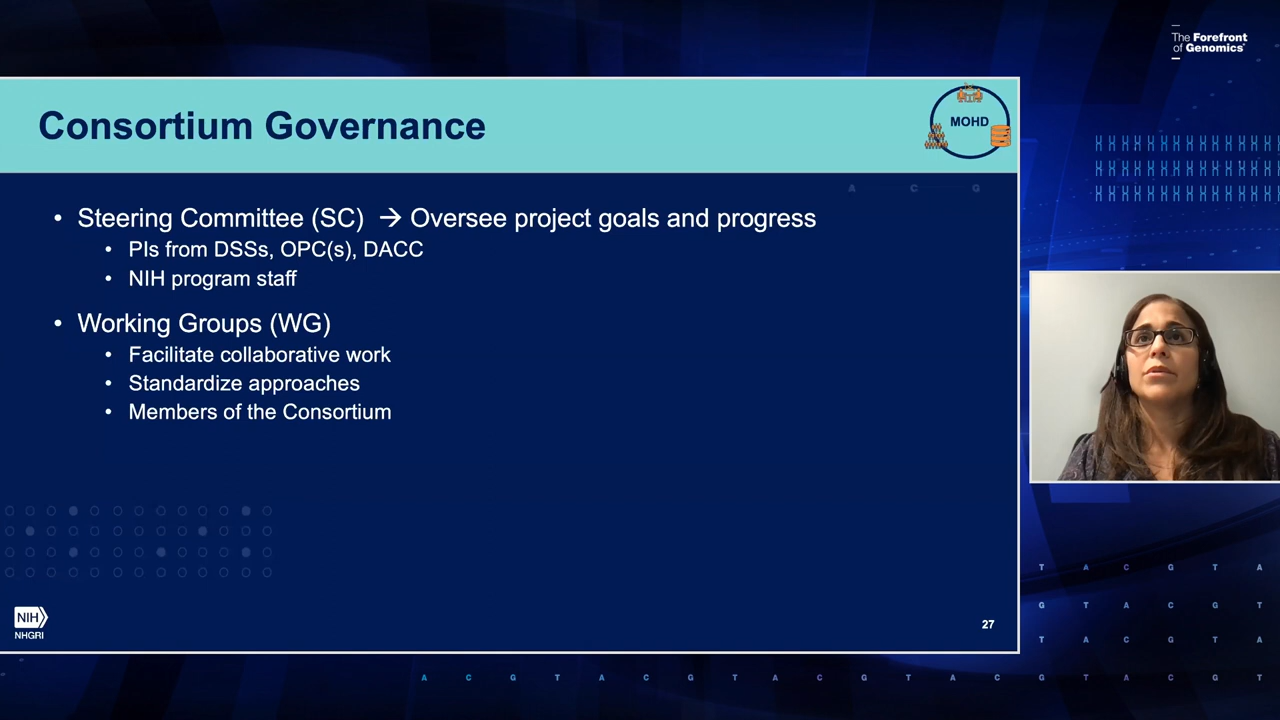 The Forefront
of Genomics®
Consortium Governance
MOHD
A C G
• Steering Committee (SC) → Oversee project goals and progress
• PIs from DSSs, OPC(s), DACC
• NIH program staff
• Working Groups (WG)
• Facilitate collaborative work
• Standardize approaches
• Members of the Consortium
NIH
NHGRI
27
T A C G T A
G T A C G T
T A C G T A
A C G T A C G T A C G T A C G T A C G T